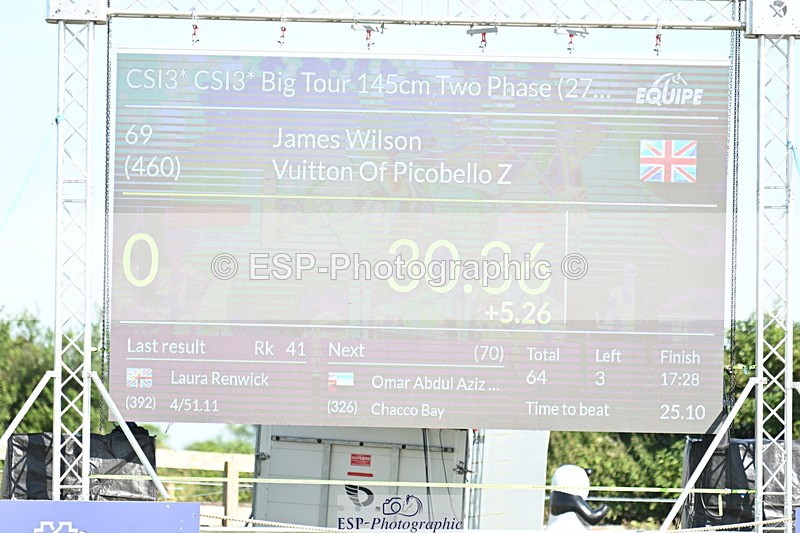 CSI3* CSI3* Big Tour 145cm Two Phase (27...
EQUIPE
69 James Wilson
(460) Vuitton Of Picobello Z
0 30.36
+5.26
© ESP-Photographic ©
Last result Rk 41 Next (70) Total Left Finish
Laura Renwick Omar Abdul Aziz ... 64 3 17:28
(392) 4/51.11 (326) Chacco Bay Time to beat 25.10
ESP-Photographic